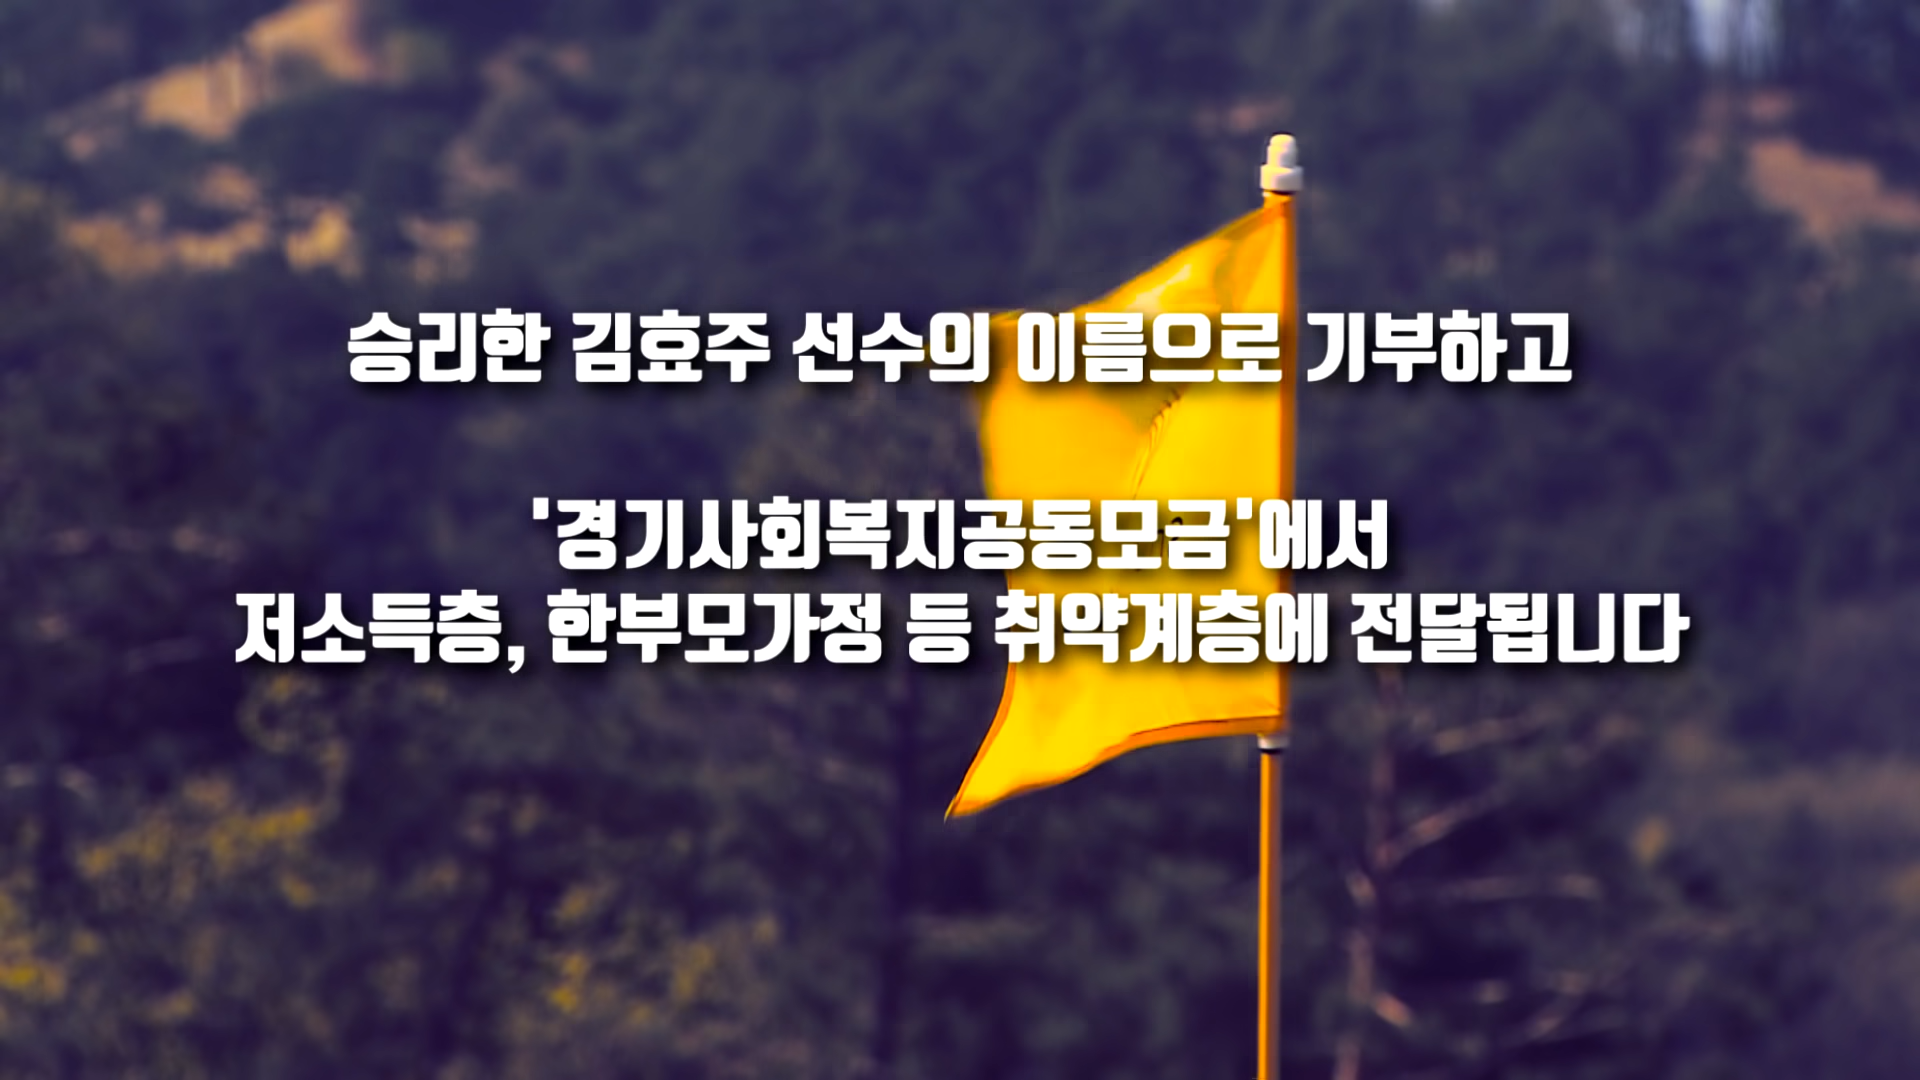 승리한 김효주 선수의 이름으로 기부하고
'경기사회복지공동모금'에서
저소득층, 한부모가정 등 취약계층에 전달됩니다